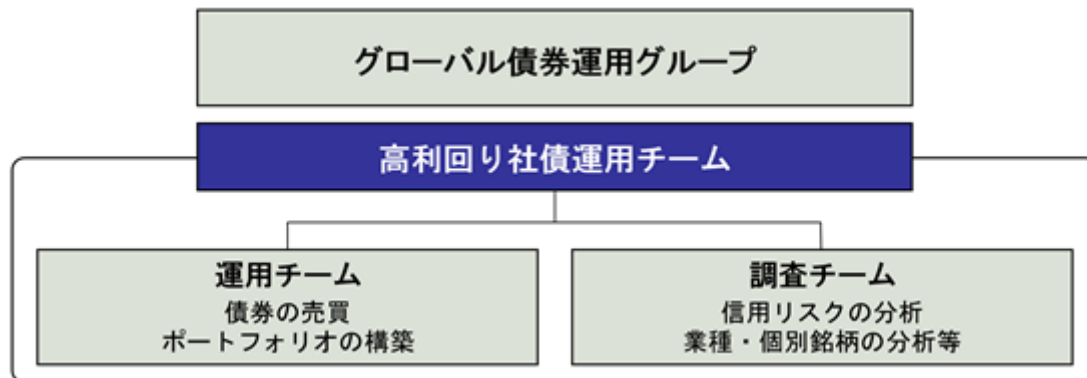 グローバル債券運用グループ
高利回り社債運用チーム
運用チーム
債券の売買
ポートフォリオの構築
調査チーム
信用リスクの分析
業種・個別銘柄の分析等